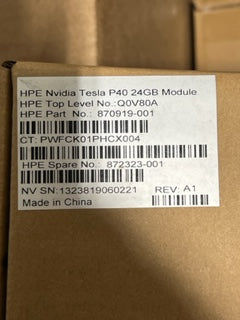 HPE Nvidia Tesla P40 24GB Module
HPE Top Level No.: Q0V80A
HPE Part No.: 870919-001
CT: PWFCK01PHCX004
HPE Spare No.: 872323-001
NV SN: 1323819060221 REV: A1
Made in China